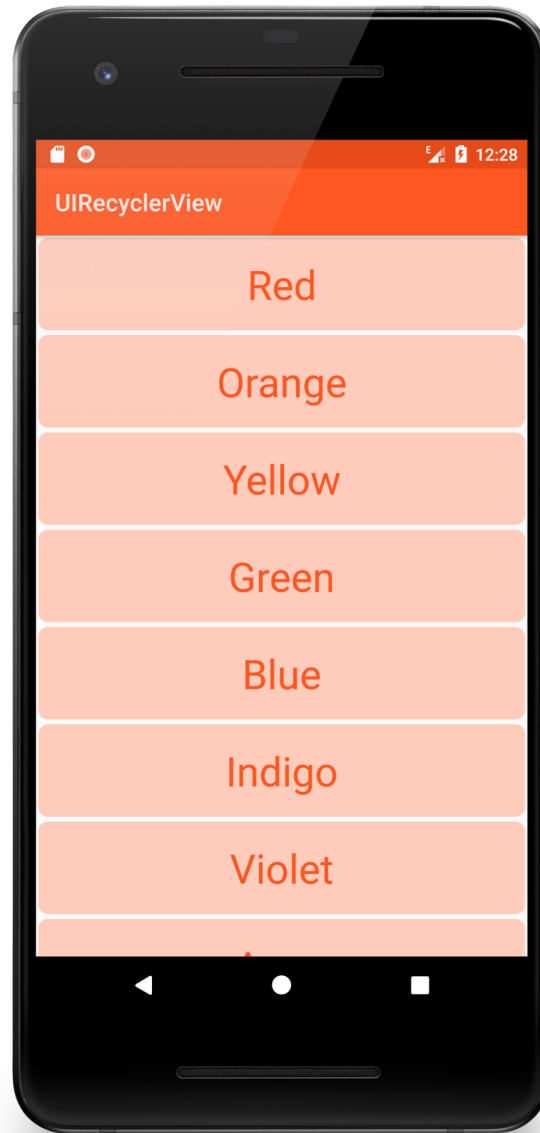 E
12:28
UIRecyclerView
Red
Orange
Yellow
Green
Blue
Indigo
Violet